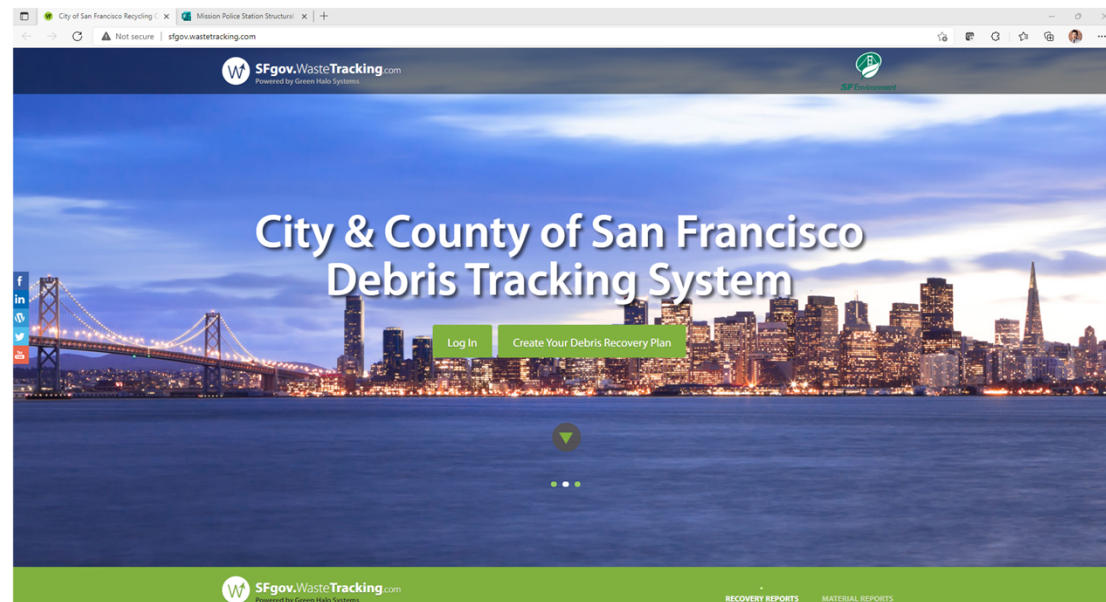 City of San Francisco Recycling C
Mission Police Station Structural
Not secure | sfgov.wastetracking.com
SFgov.WasteTracking.com
Powered by Green Halo Systems
SF Environment
City & County of San Francisco
Debris Tracking System
f
in
You
Log In
Create Your Debris Recovery Plan
SFgov.WasteTracking.com
Powered by Green Halo Systems
RECOVERY REPORTS
MATERIAL REPORTS